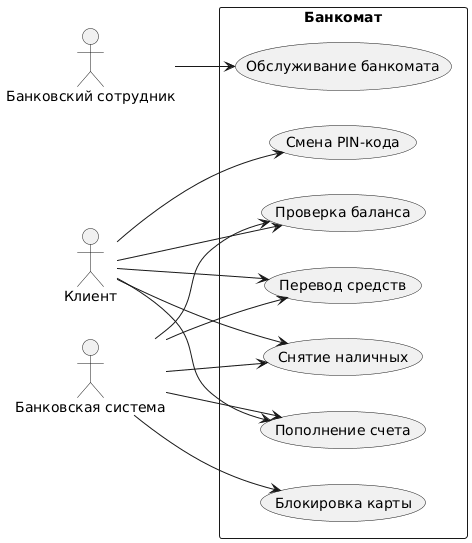 Банкомат
Банковский сотрудник
Обслуживание банкомата
Смена PIN-кода
Проверка баланса
Клиент
Перевод средств
Снятие наличных
Банковская система
Пополнение счета
Блокировка карты